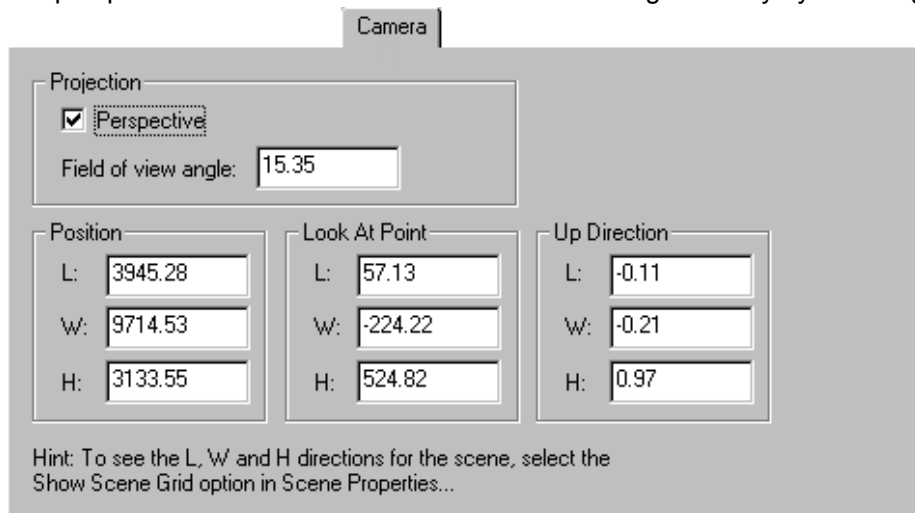 Camera
Projection
Perspective
Field of view angle: 15.35
Position Look At Point Up Direction
L: 3945.28 L: 57.13 L: -0.11
W: 9714.53 W: -224.22 W: -0.21
H: 3133.55 H: 524.82 H: 0.97
Hint: To see the L, W and H directions for the scene, select the
Show Scene Grid option in Scene Properties...